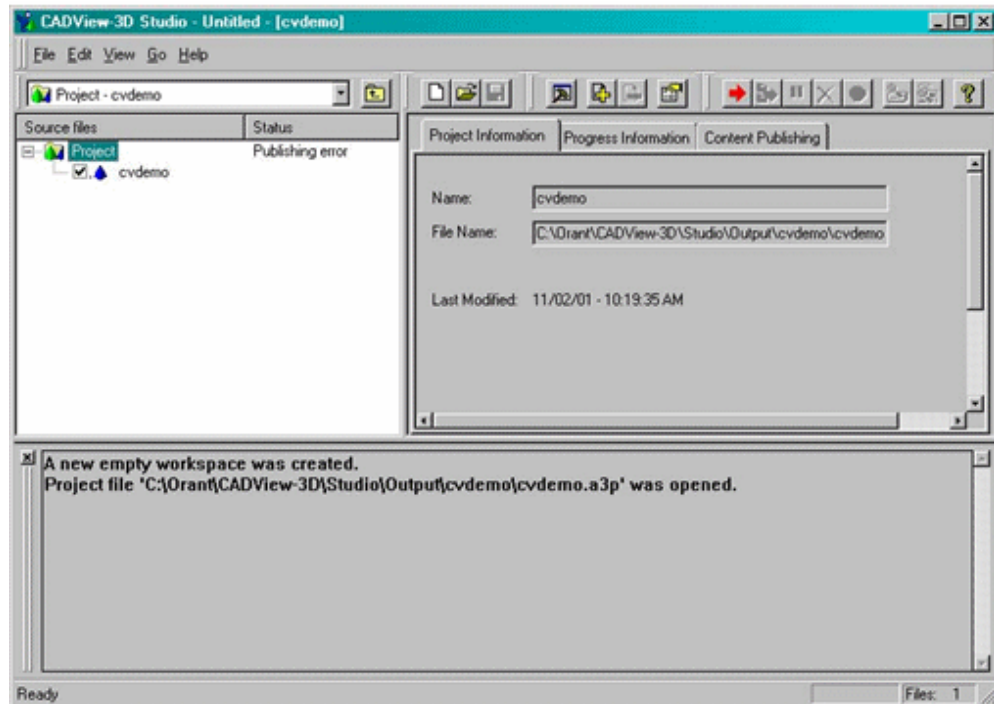 CADView-3D Studio - Untitled - [cvdemo]
File Edit View Go Help
Project - cvdemo
Source files Status
Project Publishing error
cvdemo
Project Information Progress Information Content Publishing
Name: cvdemo
File Name: C:\Orant\CADView-3D\Studio\Output\cvdemo\cvdemo
Last Modified: 11/02/01 - 10:19:35 AM
A new empty workspace was created.
Project file 'C:\Orant\CADView-3D\Studio\Output\cvdemo\cvdemo.a3p' was opened.
Ready Files: 1